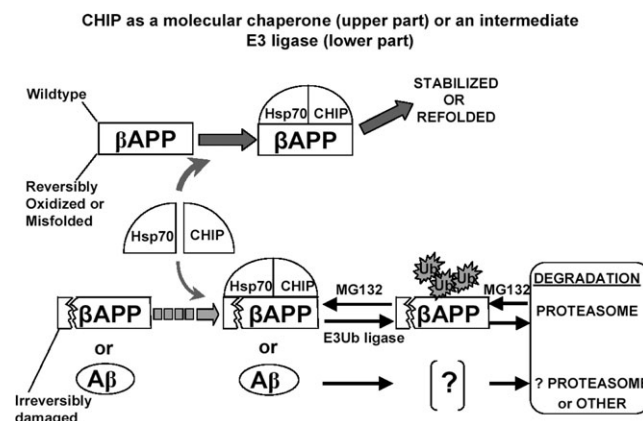 CHIP as a molecular chaperone (upper part) or an intermediate
E3 ligase (lower part)
Wildtype
βAPP
Reversibly
Oxidized or
Misfolded
Hsp70 CHIP
βAPP
STABILIZED
OR
REFOLDED
Hsp70 CHIP
βAPP
or
Aβ
Irreversibly
damaged
Hsp70 CHIP
βAPP
or
Aβ
MG132
E3Ub ligase
Ub Ub Ub
βAPP
[?]
MG132
DEGRADATION
PROTEASOME
? PROTEASOME
or OTHER